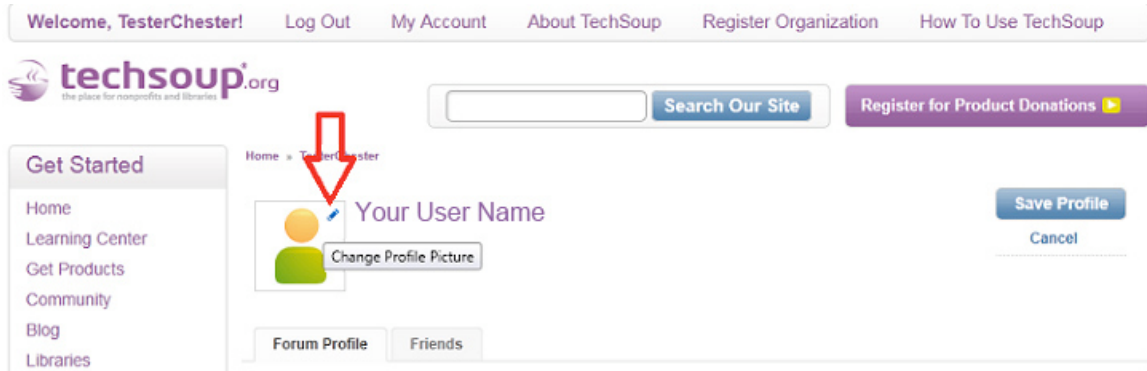 Welcome, TesterChester! Log Out My Account About TechSoup Register Organization How To Use TechSoup
techsoup.org
the place for nonprofits and libraries
Search Our Site
Register for Product Donations
Get Started
Home
Learning Center
Get Products
Community
Blog
Libraries
Home » TesterChester
Your User Name
Change Profile Picture
Save Profile
Cancel
Forum Profile Friends